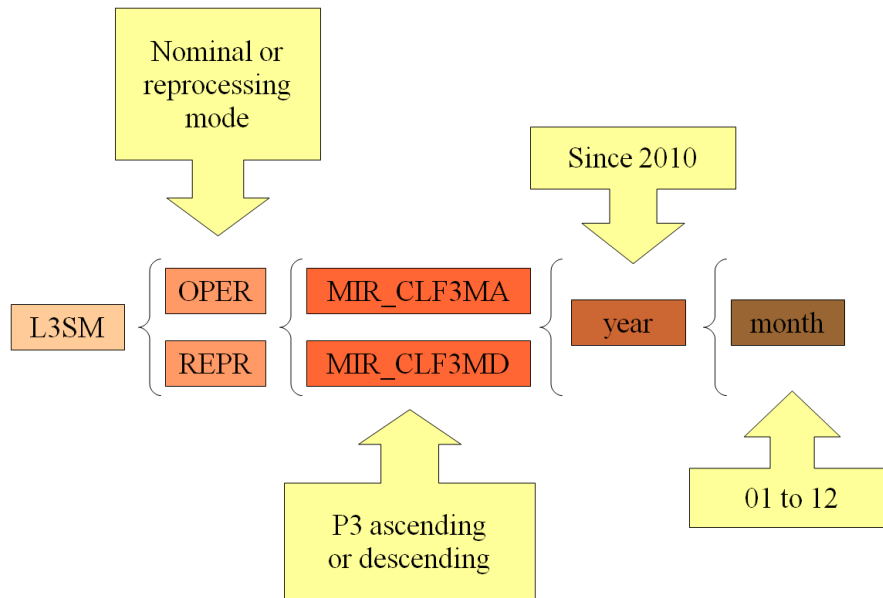 Nominal or
reprocessing
mode
Since 2010
L3SM
OPER
REPR
MIR_CLF3MA
MIR_CLF3MD
year
month
P3 ascending
or descending
01 to 12